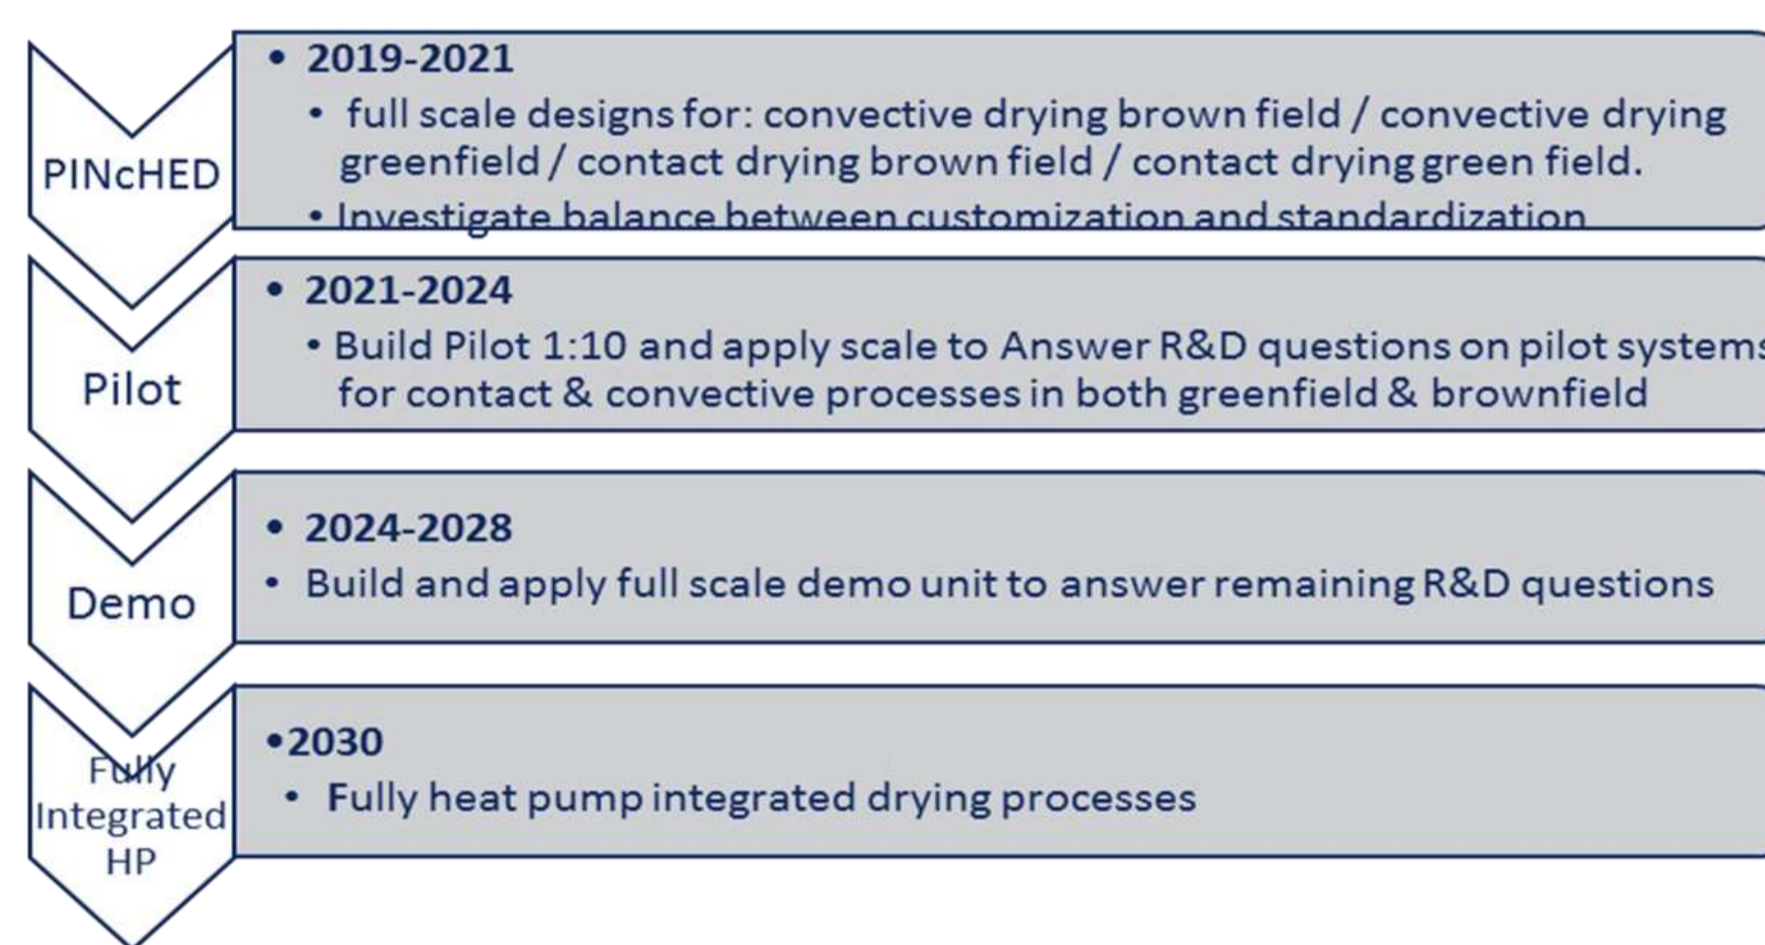 PINcHED
• 2019-2021
• full scale designs for: convective drying brown field / convective drying
greenfield / contact drying brown field / contact drying green field.
• Investigate balance between customization and standardization
Pilot
• 2021-2024
• Build Pilot 1:10 and apply scale to Answer R&D questions on pilot systems
for contact & convective processes in both greenfield & brownfield
Demo
• 2024-2028
• Build and apply full scale demo unit to answer remaining R&D questions
Fully
Integrated
HP
•2030
• Fully heat pump integrated drying processes